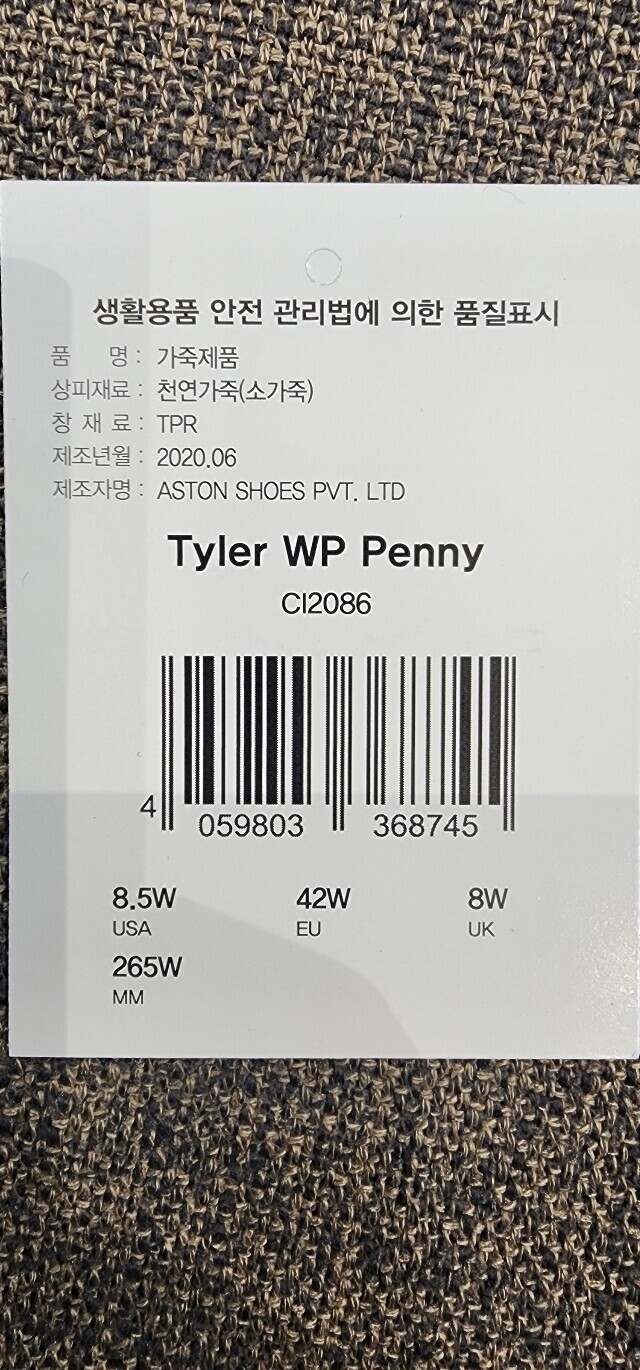 생활용품 안전 관리법에 의한 품질표시
품 명 : 가죽제품
상피재료 : 천연가죽(소가죽)
창 재 료 : TPR
제조년월 : 2020.06
제조자명 : ASTON SHOES PVT. LTD
Tyler WP Penny
CI2086
4 059803 368745
8.5W 42W 8W
USA EU UK
265W
MM